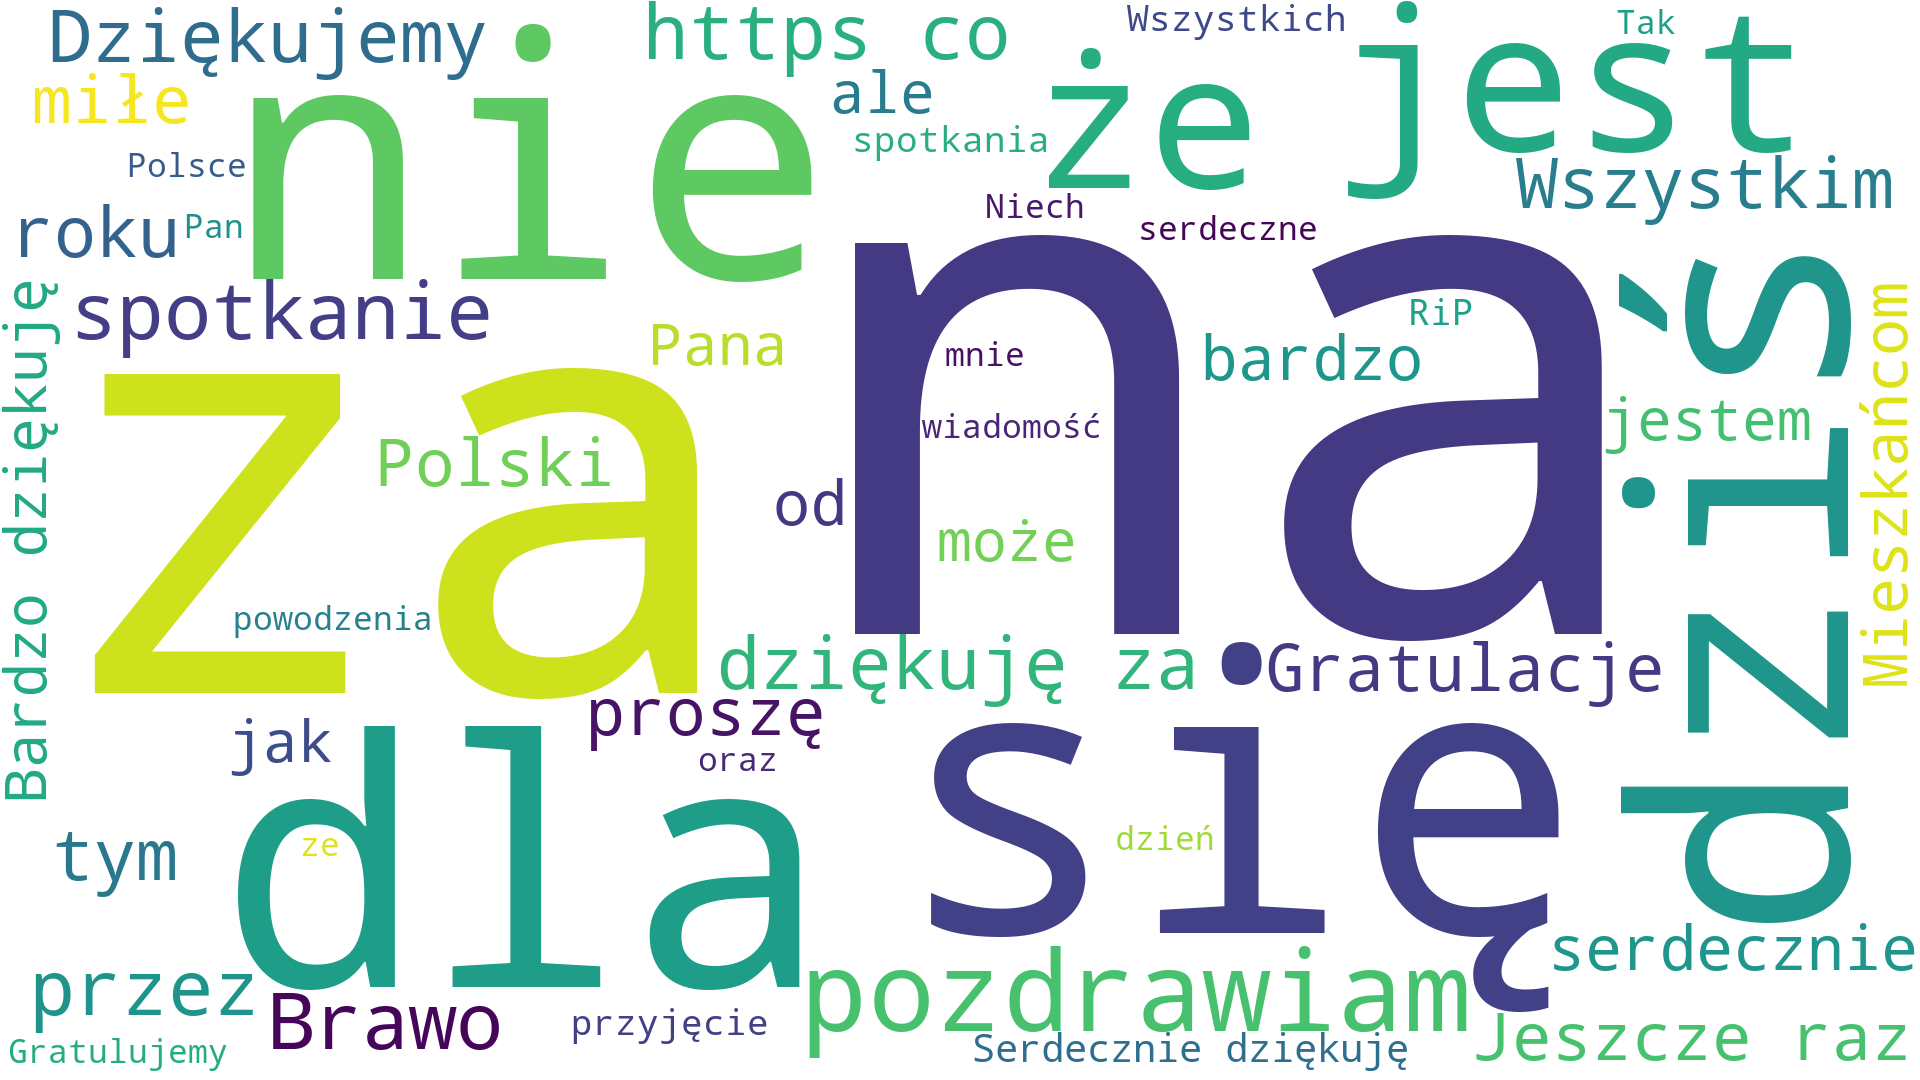 Dziękujemy
https co
Wszystkich
Tak
miłe
nie
ale
że
jest
spotkania
Polsce
Wszystkim
roku
Pan
Niech
serdeczne
spotkanie
Pana
mnie
RiP
bardzo
dziś
Mieszkańcom
Bardzo dziękuję
za
na
Polski
wiadomość
jestem
od
może
powodzenia
dziękuję za
Gratulacje
proszę
jak
oraz
dla
się
tym
ze
dzień
serdecznie
przez
Brawo
przyjęcie
pozdrawiam
Gratulujemy
Serdecznie dziękuję
Jeszcze raz